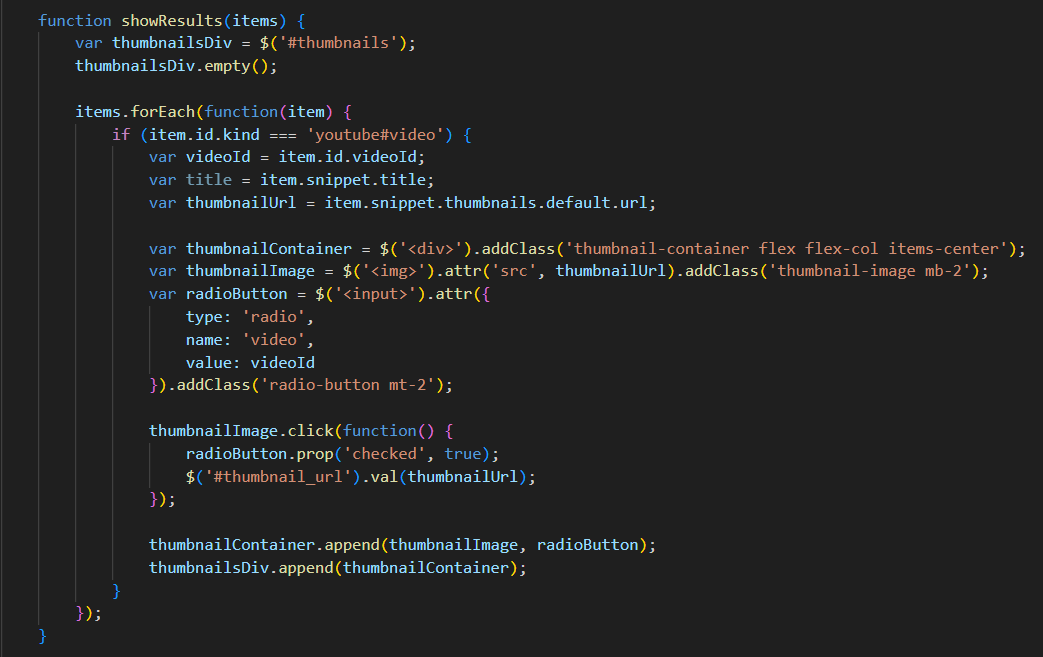 function showResults(items) {
    var thumbnailsDiv = $('#thumbnails');
    thumbnailsDiv.empty();

    items.forEach(function(item) {
        if (item.id.kind === 'youtube#video') {
            var videoId = item.id.videoId;
            var title = item.snippet.title;
            var thumbnailUrl = item.snippet.thumbnails.default.url;

            var thumbnailContainer = $('<div>').addClass('thumbnail-container flex flex-col items-center');
            var thumbnailImage = $('<img>').attr('src', thumbnailUrl).addClass('thumbnail-image mb-2');
            var radioButton = $('<input>').attr({
                type: 'radio',
                name: 'video',
                value: videoId
            }).addClass('radio-button mt-2');

            thumbnailImage.click(function() {
                radioButton.prop('checked', true);
                $('#thumbnail_url').val(thumbnailUrl);
            });

            thumbnailContainer.append(thumbnailImage, radioButton);
            thumbnailsDiv.append(thumbnailContainer);
        }
    });
}